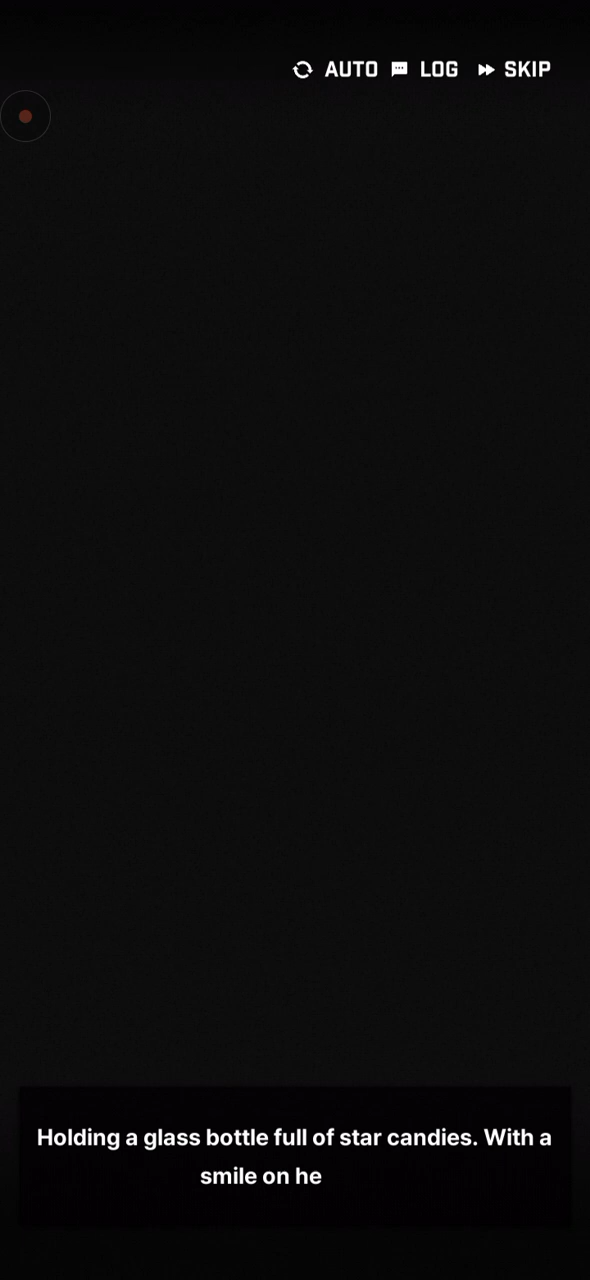 AUTO LOG SKIP
Holding a glass bottle full of star candies. With a
smile on he